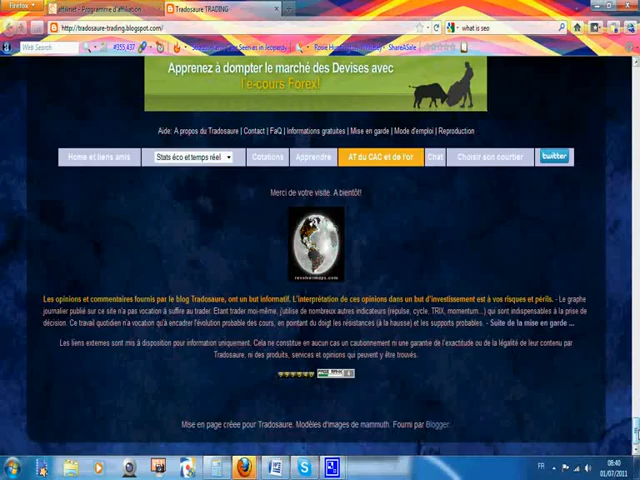 Firefox
affiliinet - Programme d'affiliation
Tradosaure TRADING
http://tradosaure-trading.blogspot.com/
what is seo
Web Search
#355,437
ShareASale
Apprenez à dompter le marché des Devises avec
l'e-cours Forex!
Aide: A propos du Tradosaure | Contact | FaQ | Informations gratuites | Mise en garde | Mode d'emploi | Reproduction
Home et liens amis
Stats éco et temps réel
Cotations
Apprendre
AT du CAC et de l'or
Chat
Choisir son courtier
twitter
Merci de votre visite. A bientôt!
revolvermaps.com
Les opinions et commentaires fournis par le blog Tradosaure, ont un but informatif. L'interprétation de ces opinions dans un but d'investissement est à vos risques et périls. - Le graphe
journalier publié sur ce site n'a pas vocation à suffire au trader. Etant trader moi-même, j'utilise de nombreux autres indicateurs (repulse, cycle, TRIX, momentum...) qui sont indispensables à la prise de
décision. Ce travail quotidien n'a vocation qu'à encadrer l'évolution probable des cours, en pointant du doigt les résistances (à la hausse) et les supports probables. - Suite de la mise en garde ...
Les liens externes sont mis à disposition pour information uniquement. Cela ne constitue en aucun cas un cautionnement ni une garantie de l'exactitude ou de la légalité de leur contenu par
Tradosaure, ni des produits, services et opinions qui peuvent y être trouvés.
Mise en page créee pour Tradosaure. Modèles d'images de mammuth. Fourni par Blogger.
FR
08:40
01/07/2011